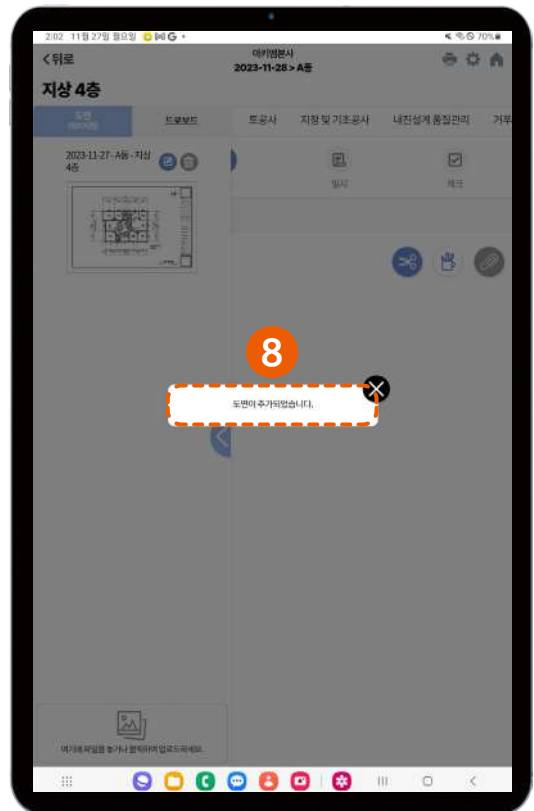 2:02 11월 27일 월요일
70%
뒤로
아키엠본사
2023-11-28 > A동
지상 4층
도면
드로보드
토공사
지정 및 기초공사
내진설계 품질관리
거푸
2023-11-27 - A동 - 지상
4층
일지
체크
8
도면이 추가되었습니다.
여기에 파일을 놓거나 클릭하여 업로드하세요.